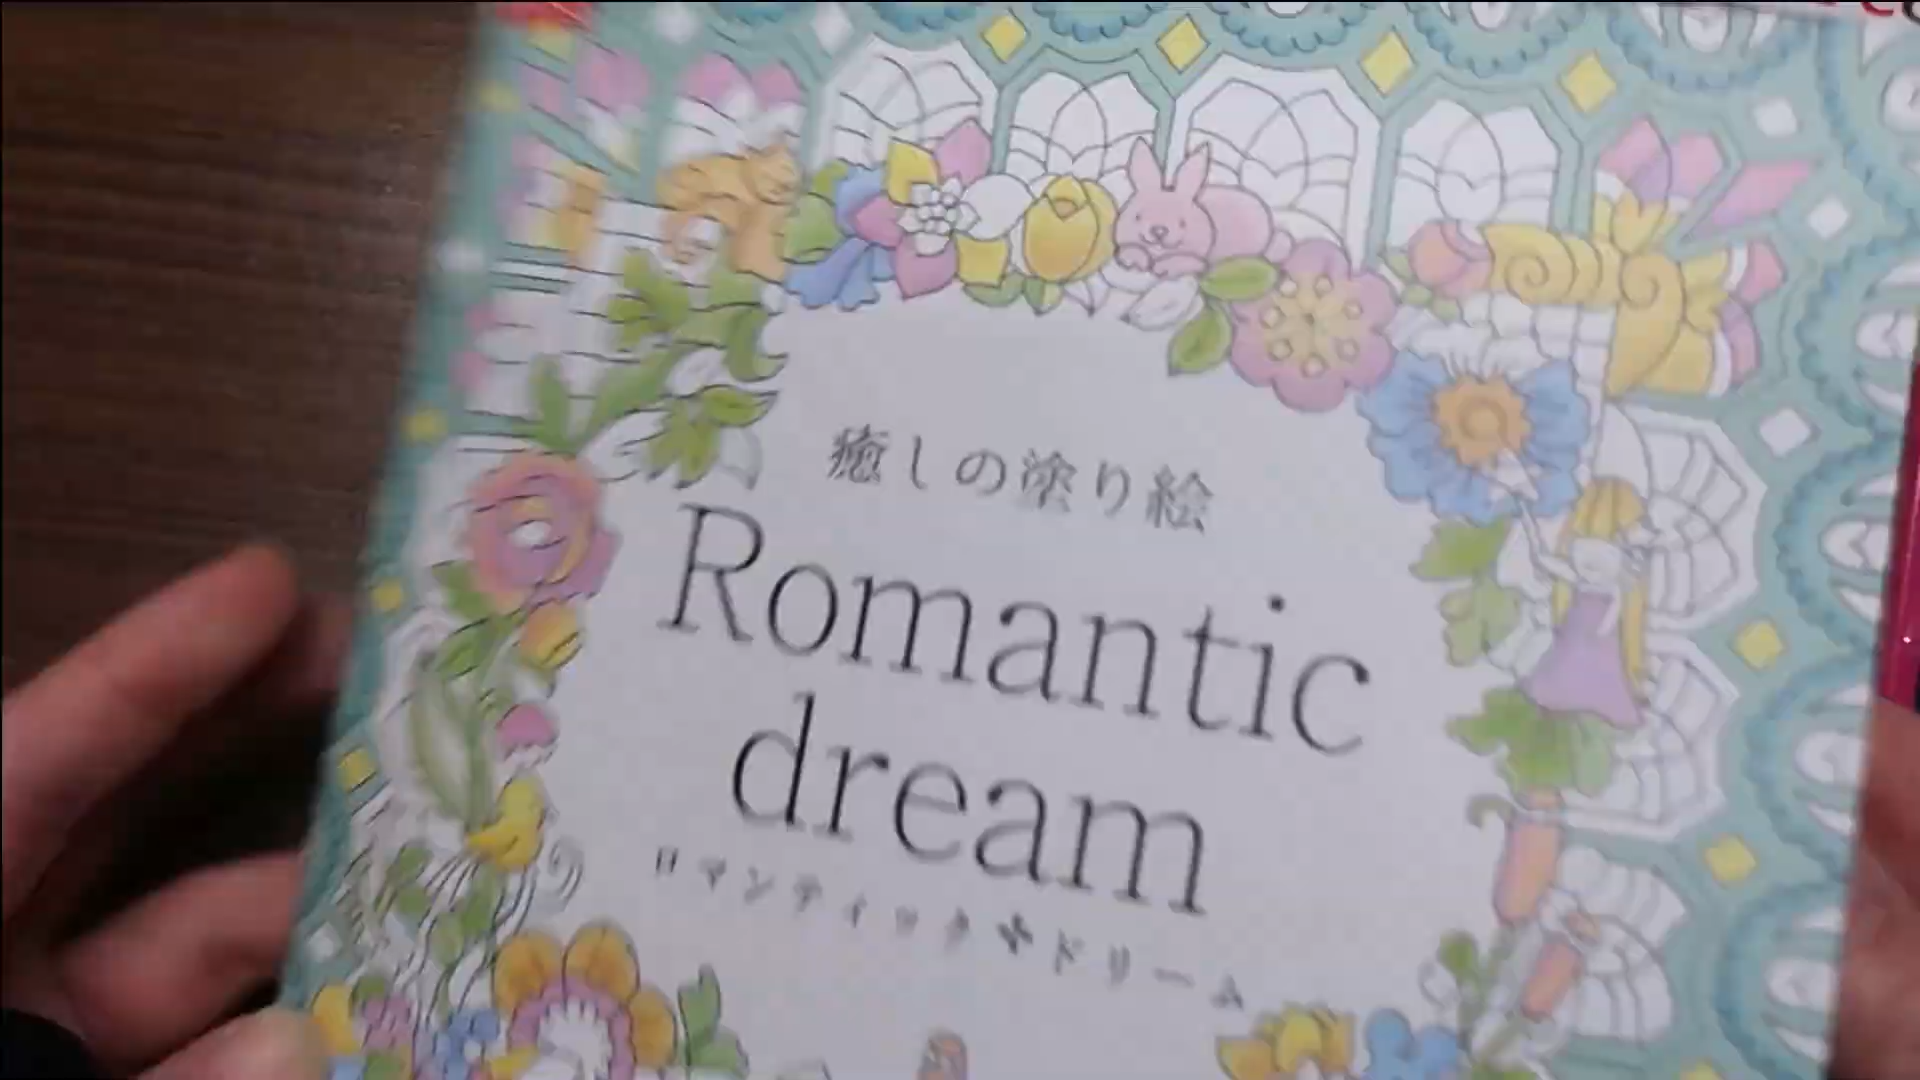 癒しの塗り絵
Romantic
dream
ロマンティック✤ドリーム